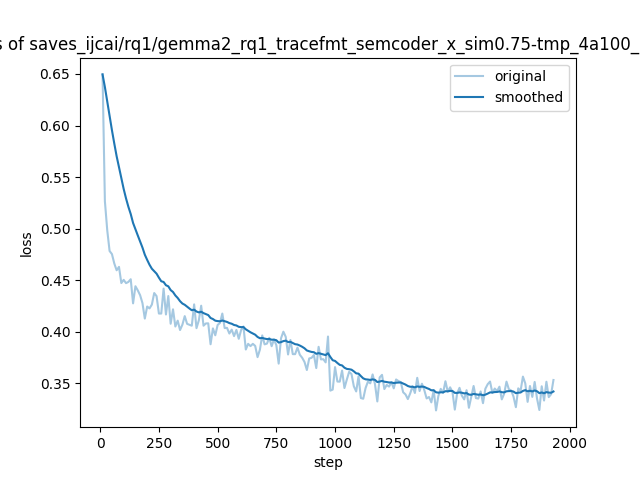 s of saves_ijcai/rq1/gemma2_rq1_tracefmt_semcoder_x_sim0.75-tmp_4a100_
original
smoothed
0.65
0.60
0.55
0.50
0.45
0.40
0.35
loss
0 250 500 750 1000 1250 1500 1750 2000
step